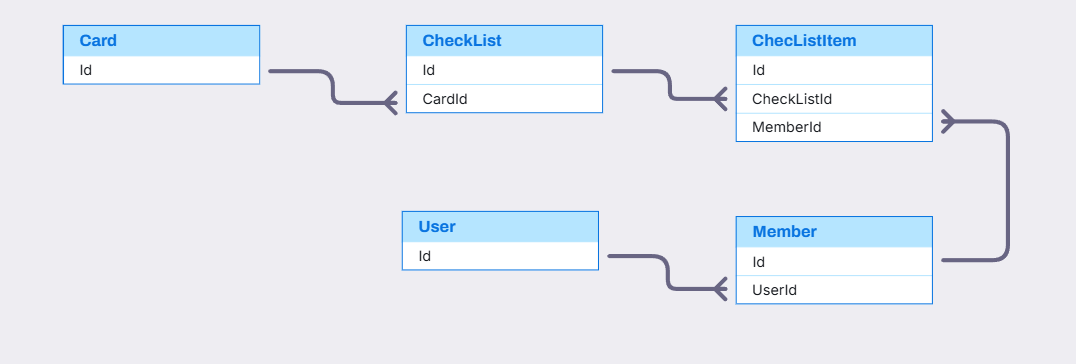 Card
Id
CheckList
Id
CardId
ChecListItem
Id
CheckListId
MemberId
User
Id
Member
Id
UserId